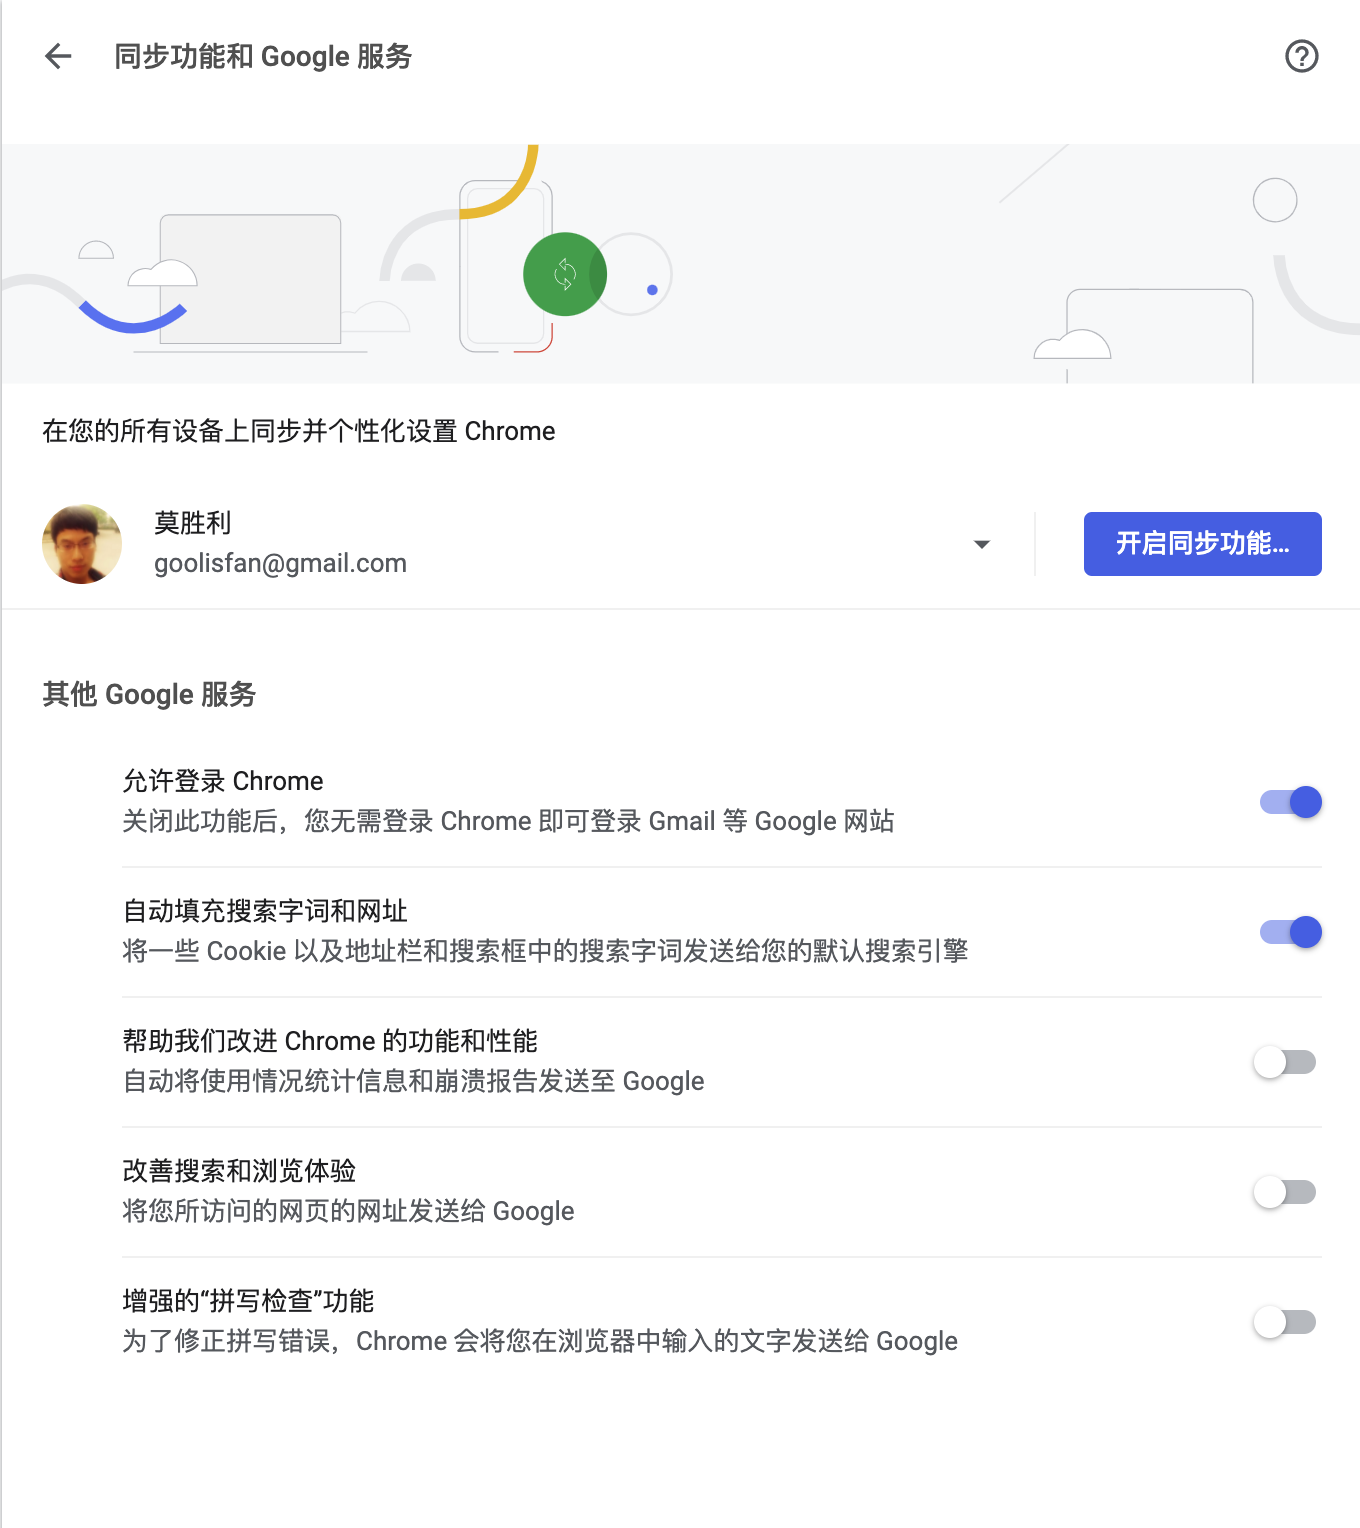 同步功能和 Google 服务
在您的所有设备上同步并个性化设置 Chrome
莫胜利
goolisfan@gmail.com
开启同步功能...
其他 Google 服务
允许登录 Chrome
关闭此功能后，您无需登录 Chrome 即可登录 Gmail 等 Google 网站
自动填充搜索字词和网址
将一些 Cookie 以及地址栏和搜索框中的搜索字词发送给您的默认搜索引擎
帮助我们改进 Chrome 的功能和性能
自动将使用情况统计信息和崩溃报告发送至 Google
改善搜索和浏览体验
将您所访问的网页的网址发送给 Google
增强的“拼写检查”功能
为了修正拼写错误，Chrome 会将您在浏览器中输入的文字发送给 Google